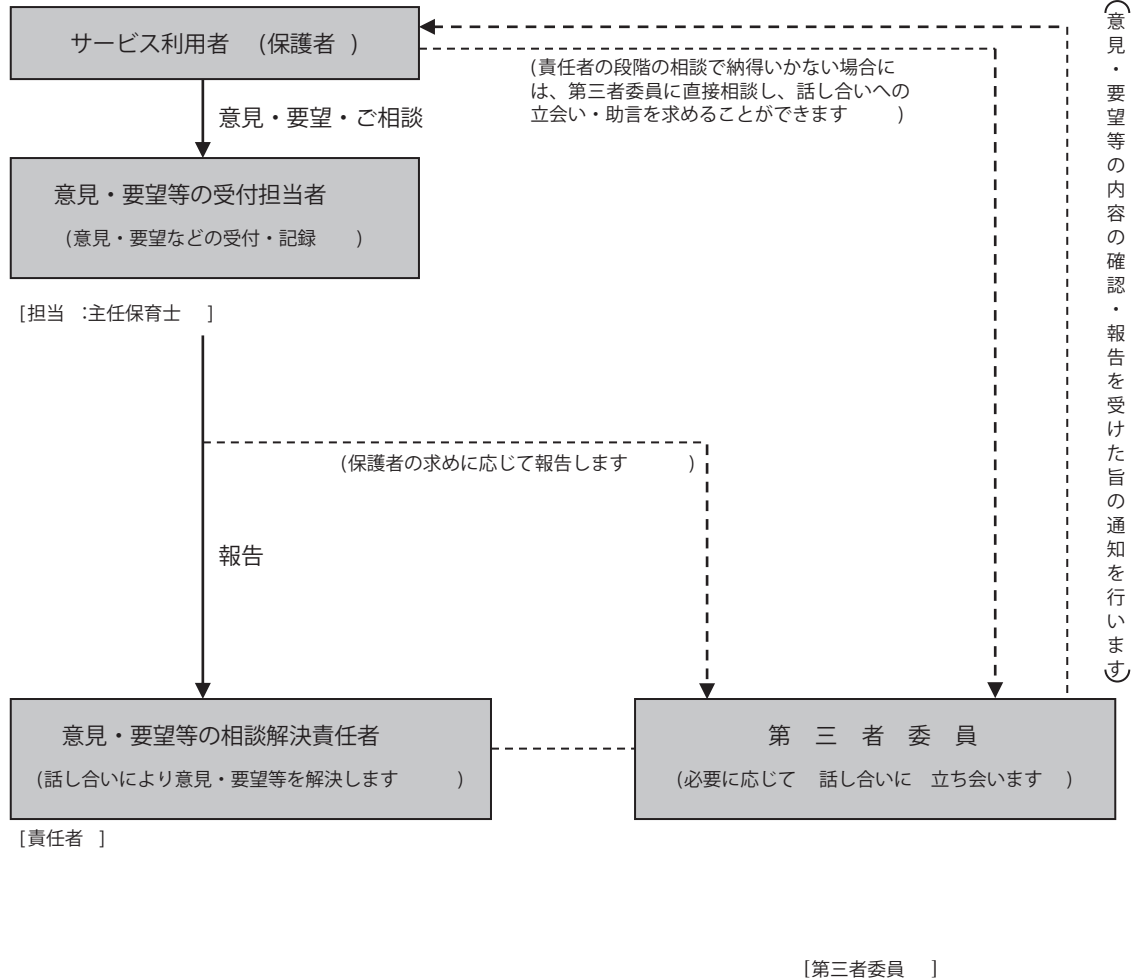 サービス利用者 (保護者 )
(責任者の段階の相談で納得いかない場合に
は、第三者委員に直接相談し、話し合いへの
立会い・助言を求めることができます )
意見・要望・ご相談
意見・要望等の受付担当者
(意見・要望などの受付・記録 )
[担当 :主任保育士 ]
(保護者の求めに応じて報告します )
報告
意見・要望等の相談解決責任者
(話し合いにより意見・要望等を解決します )
[責任者 ]
第 三 者 委 員
(必要に応じて 話し合いに 立ち会います )
[第三者委員 ]
(意見・要望等の内容の確認・報告を受けた旨の通知を行います)